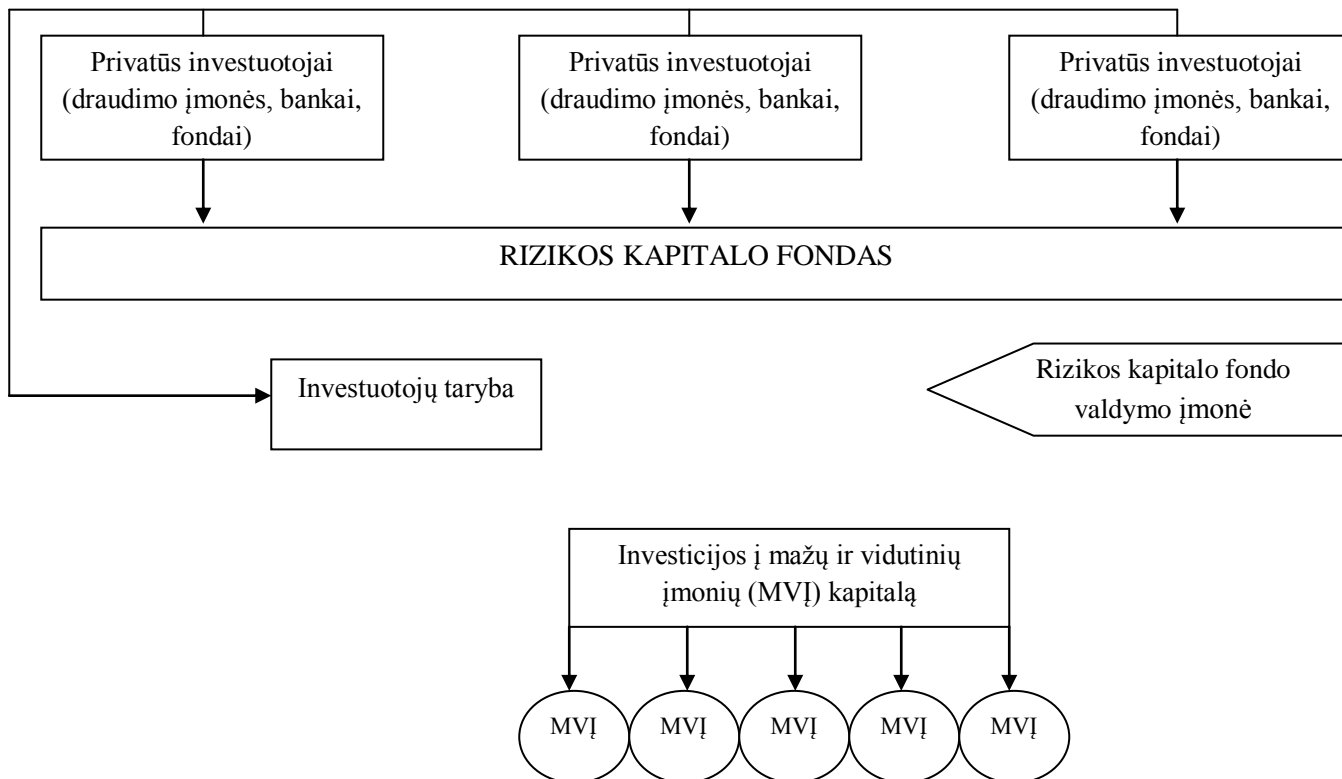 Privatūs investuotojai
(draudimo įmonės, bankai,
fondai)
Privatūs investuotojai
(draudimo įmonės, bankai,
fondai)
Privatūs investuotojai
(draudimo įmonės, bankai,
fondai)
RIZIKOS KAPITALO FONDAS
Investuotojų taryba
Rizikos kapitalo fondo
valdymo įmonė
Investicijos į mažų ir vidutinių
įmonių (MVĮ) kapitalą
MVĮ
MVĮ
MVĮ
MVĮ
MVĮ